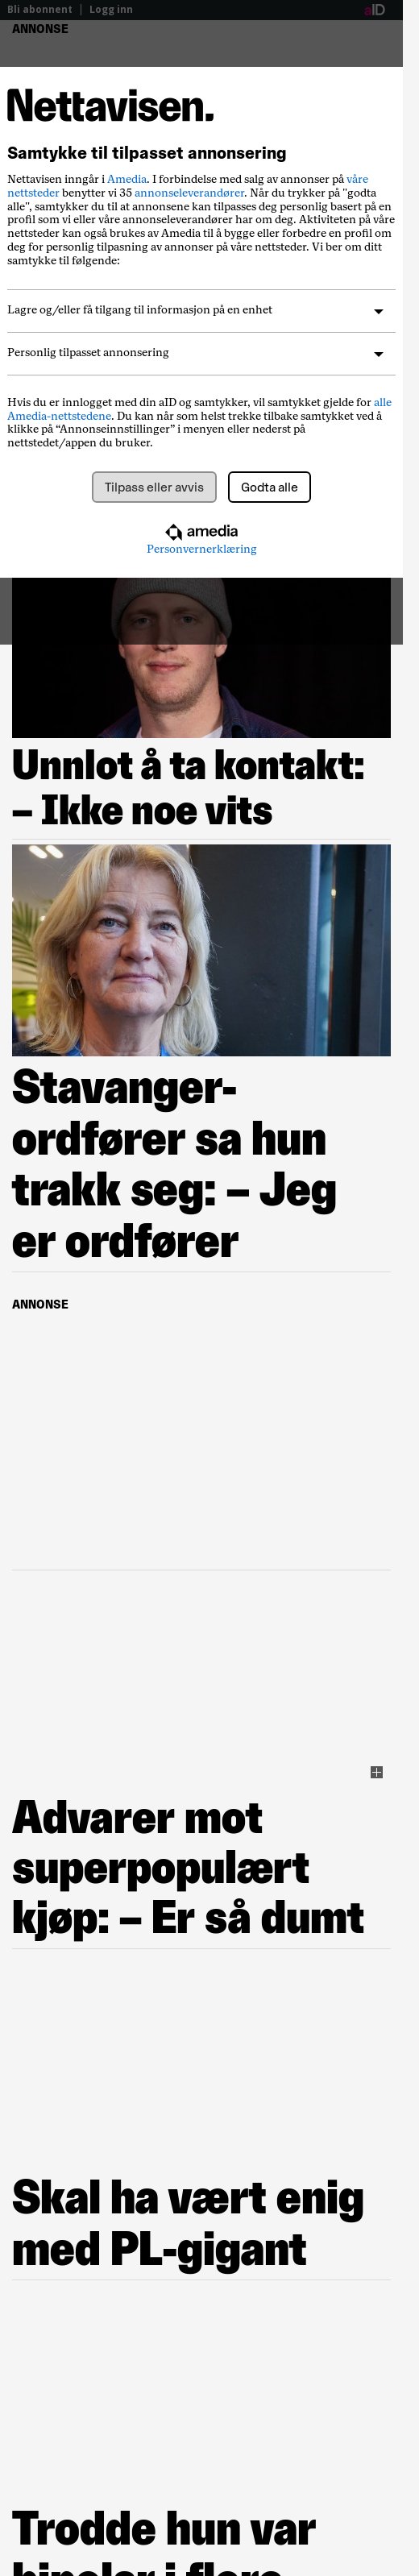 Bli abonnent | Logg inn aID
ANNONSE
Nettavisen.
Samtykke til tilpasset annonsering
Nettavisen inngår i Amedia. I forbindelse med salg av annonser på våre
nettsteder benytter vi 35 annonseleverandører. Når du trykker på "godta
alle", samtykker du til at annonsene kan tilpasses deg personlig basert på en
profil som vi eller våre annonseleverandører har om deg. Aktiviteten på våre
nettsteder kan også brukes av Amedia til å bygge eller forbedre en profil om
deg for personlig tilpasning av annonser på våre nettsteder. Vi ber om ditt
samtykke til følgende:
Lagre og/eller få tilgang til informasjon på en enhet
Personlig tilpasset annonsering
Hvis du er innlogget med din aID og samtykker, vil samtykket gjelde for alle
Amedia-nettstedene. Du kan når som helst trekke tilbake samtykket ved å
klikke på “Annonseinnstillinger” i menyen eller nederst på
nettstedet/appen du bruker.
Tilpass eller avvis Godta alle
amedia
Personvernerklæring
Unnlot å ta kontakt:
– Ikke noe vits
Stavanger-
ordfører sa hun
trakk seg: – Jeg
er ordfører
ANNONSE
Advarer mot
superpopulært
kjøp: – Er så dumt
Skal ha vært enig
med PL-gigant
Trodde hun var
bipolar i flere